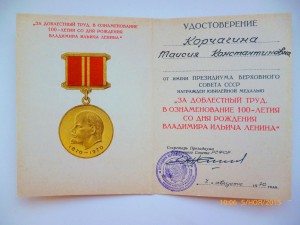 "ЗА ДОБЛЕСТНЫЙ ТРУД.
В ОЗНАМЕНОВАНИЕ
100-ЛЕТИЯ
СО ДНЯ РОЖДЕНИЯ
ВЛАДИМИРА ИЛЬИЧА ЛЕНИНА"
1870-1970
УДОСТОВЕРЕНИЕ
Корчагина
Таисия Константиновна
ОТ ИМЕНИ ПРЕЗИДИУМА ВЕРХОВНОГО
СОВЕТА СССР
НАГРАЖДЕН ЮБИЛЕЙНОЙ МЕДАЛЬЮ
"ЗА ДОБЛЕСТНЫЙ ТРУД.
В ОЗНАМЕНОВАНИЕ 100-ЛЕТИЯ
СО ДНЯ РОЖДЕНИЯ
ВЛАДИМИРА ИЛЬИЧА ЛЕНИНА"
Секретарь Президиума
Верховного Совета РСФСР